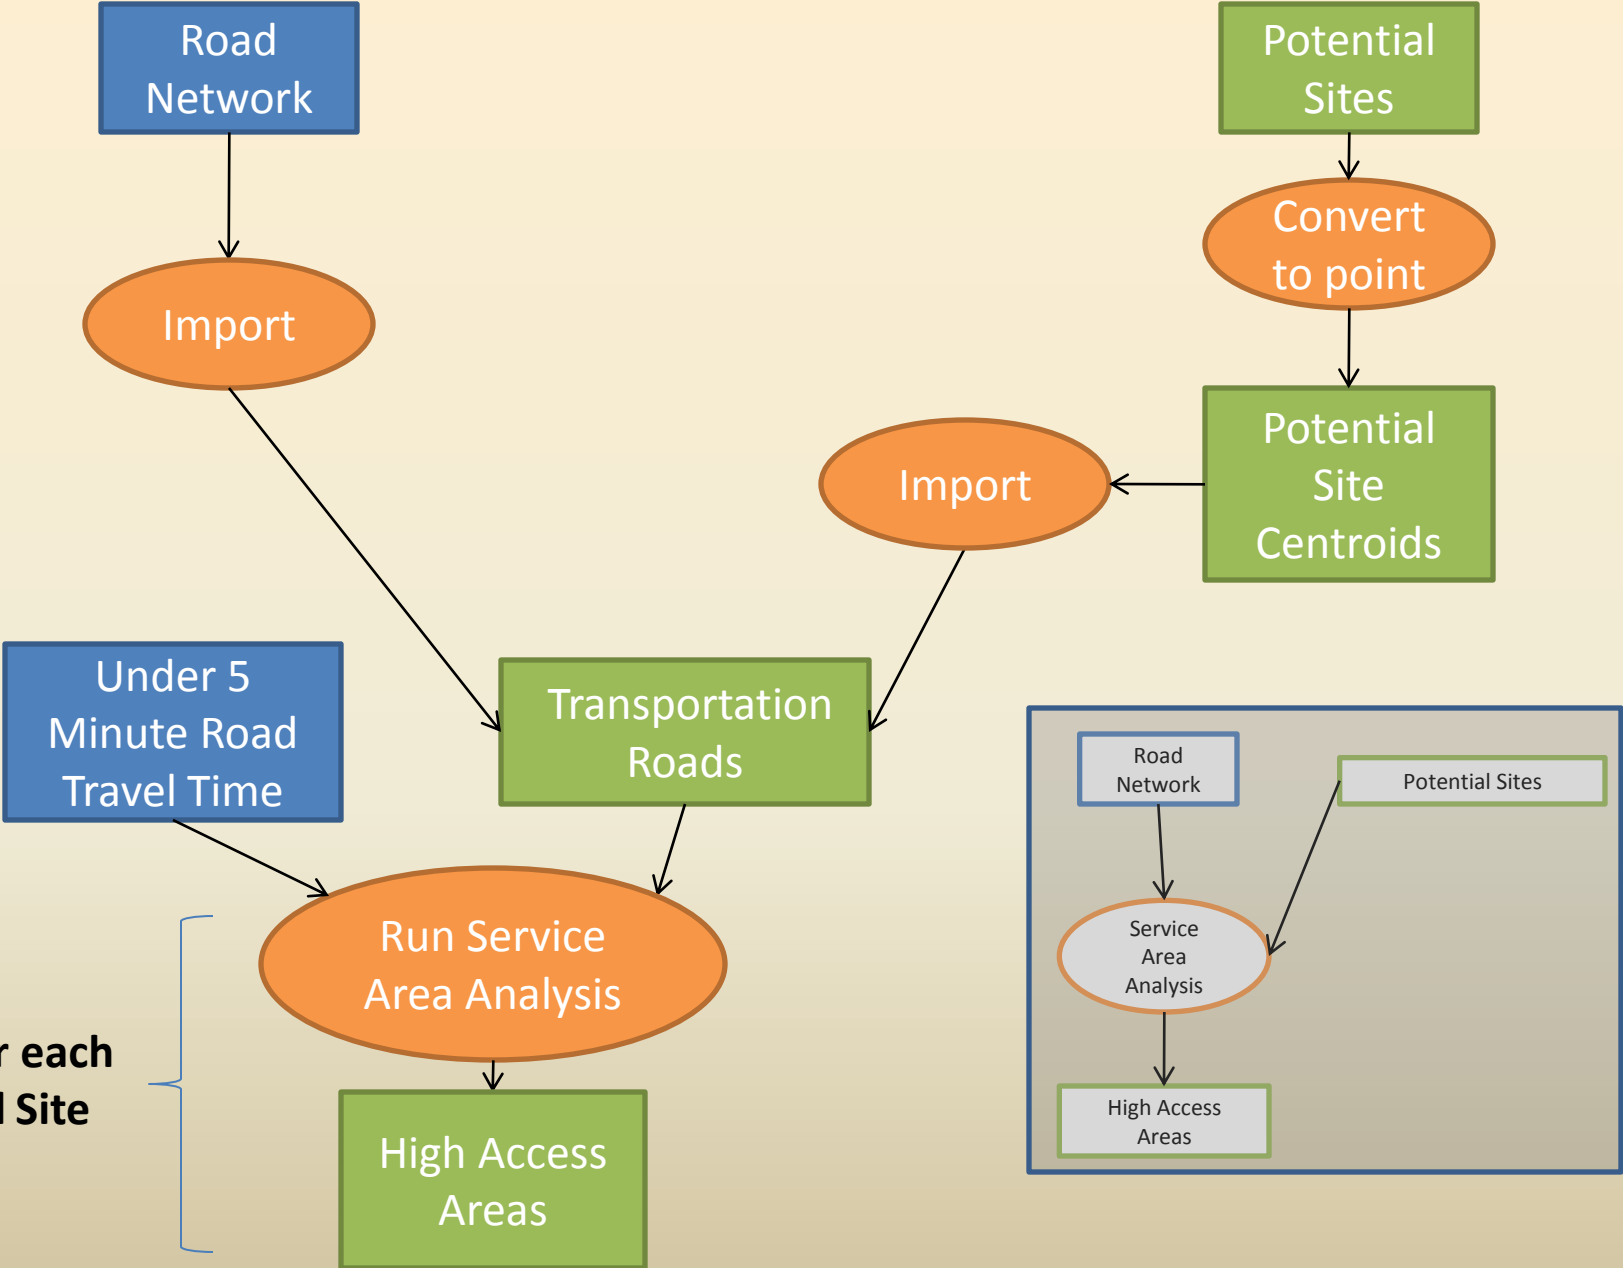 Road
Network
Potential
Sites
Convert
to point
Import
Potential
Site
Centroids
Import
Under 5
Minute Road
Travel Time
Transportation
Roads
Run Service
Area Analysis
each
Site
High Access
Areas
Road
Network
Potential Sites
Service
Area
Analysis
High Access
Areas